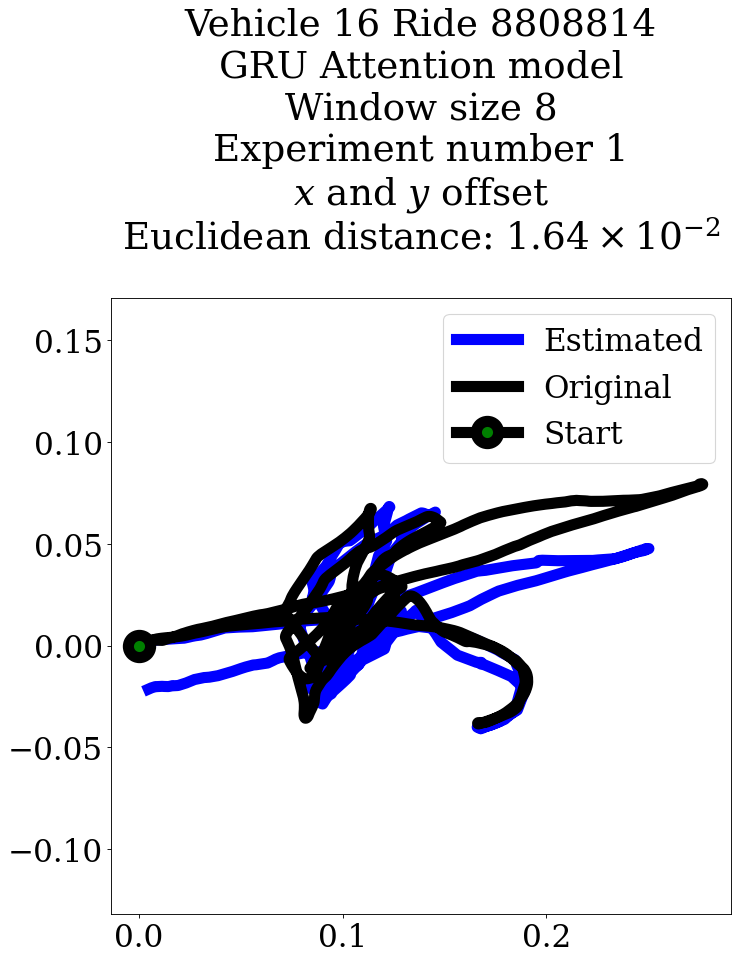 Vehicle 16 Ride 8808814
GRU Attention model
Window size 8
Experiment number 1
x and y offset
Euclidean distance: 1.64 × 10⁻²
Estimated
Original
Start
0.15
0.10
0.05
0.00
−0.05
−0.10
0.0
0.1
0.2